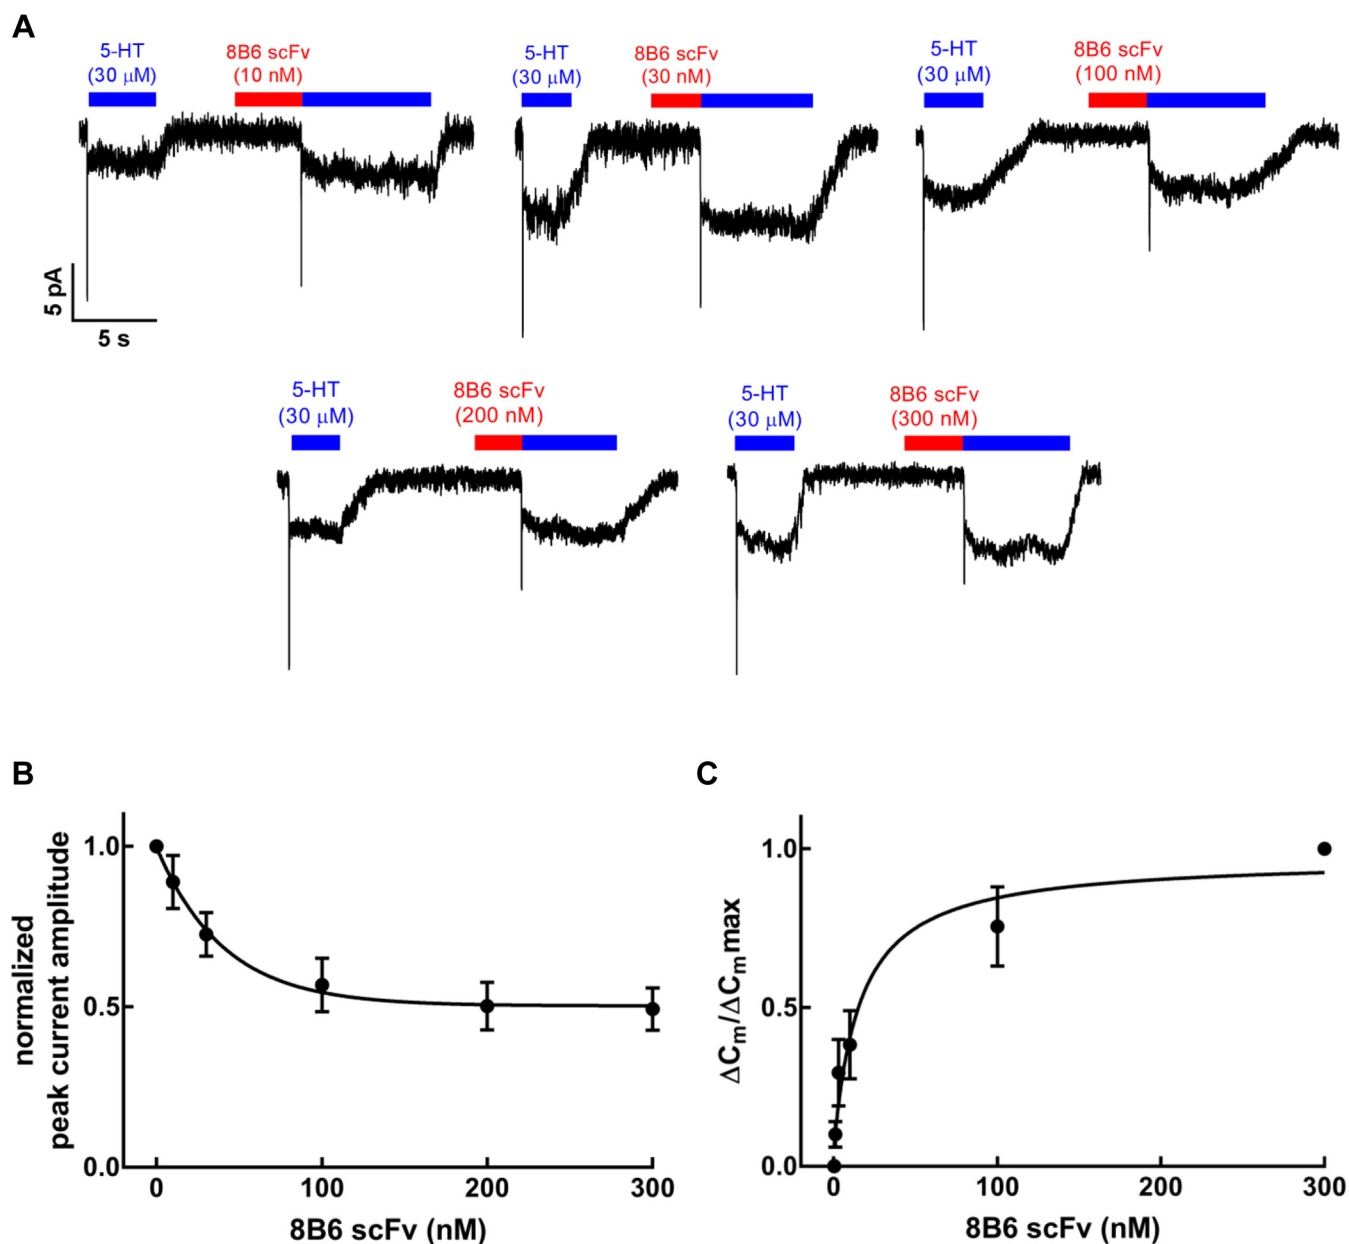 A
5-HT
(30 μM)
8B6 scFv
(10 nM)
5-HT
(30 μM)
8B6 scFv
(30 nM)
5-HT
(30 μM)
8B6 scFv
(100 nM)
5 pA
5 s
5-HT
(30 μM)
8B6 scFv
(200 nM)
5-HT
(30 μM)
8B6 scFv
(300 nM)
B
normalized
peak current amplitude
1.0
0.5
0.0
0
100
200
300
8B6 scFv (nM)
C
ΔCm/ΔCmmax
1.0
0.5
0.0
0
100
200
300
8B6 scFv (nM)